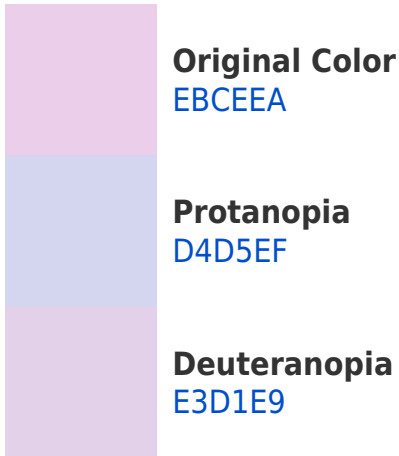 Original Color
EBCEEA
Protanopia
D4D5EF
Deuteranopia
E3D1E9